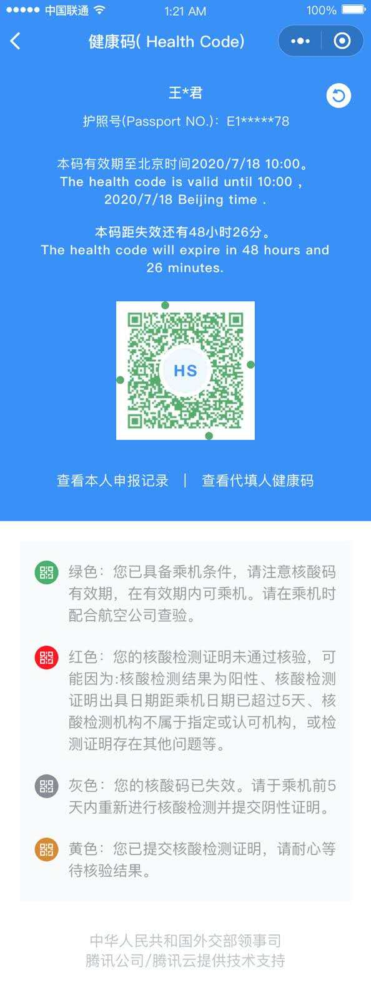 中国联通 1:21 AM 100%
健康码( Health Code)
王*君
护照号(Passport NO.)：E1*****78
本码有效期至北京时间2020/7/18 10:00。
The health code is valid until 10:00 ，
2020/7/18 Beijing time .
本码距失效还有48小时26分。
The health code will expire in 48 hours and
26 minutes.
HS
查看本人申报记录 | 查看代填人健康码
绿色：您已具备乘机条件，请注意核酸码
有效期，在有效期内可乘机。请在乘机时
配合航空公司查验。
红色：您的核酸检测证明未通过核验，可
能因为:核酸检测结果为阳性、核酸检测
证明出具日期距乘机日期已超过5天、核
酸检测机构不属于指定或认可机构，或检
测证明存在其他问题等。
灰色：您的核酸码已失效。请于乘机前5
天内重新进行核酸检测并提交阴性证明。
黄色：您已提交核酸检测证明，请耐心等
待核验结果。
中华人民共和国外交部领事司
腾讯公司/腾讯云提供技术支持